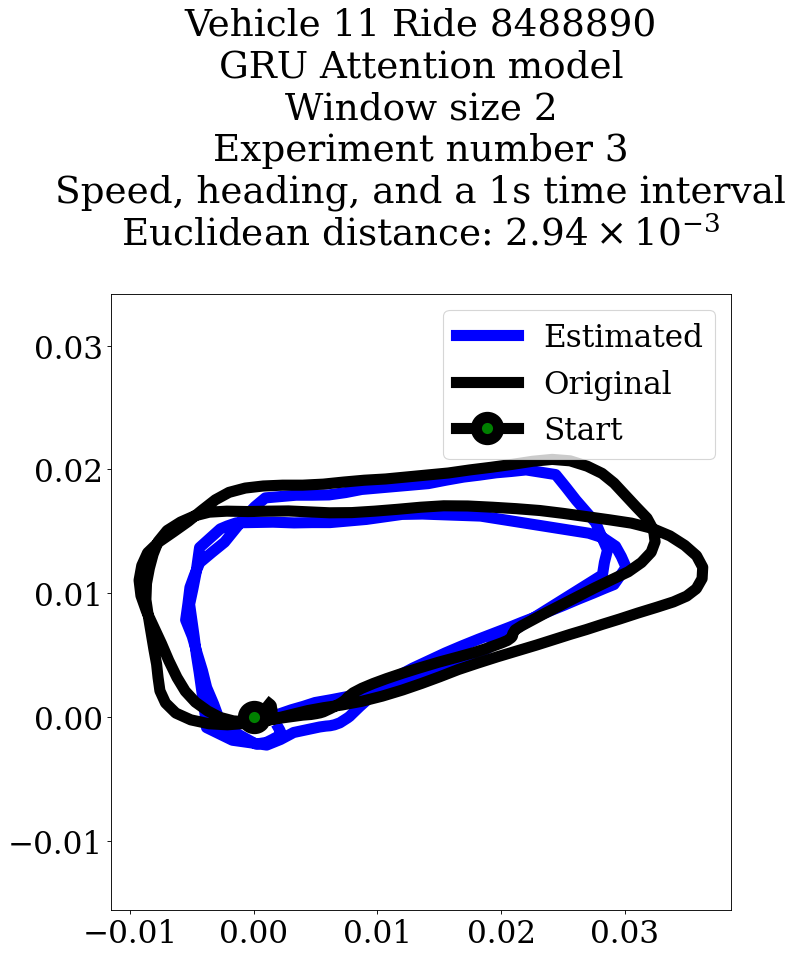 Vehicle 11 Ride 8488890
GRU Attention model
Window size 2
Experiment number 3
Speed, heading, and a 1s time interval
Euclidean distance: 2.94 × 10⁻³
Estimated
Original
Start
0.03
0.02
0.01
0.00
−0.01
−0.01 0.00 0.01 0.02 0.03